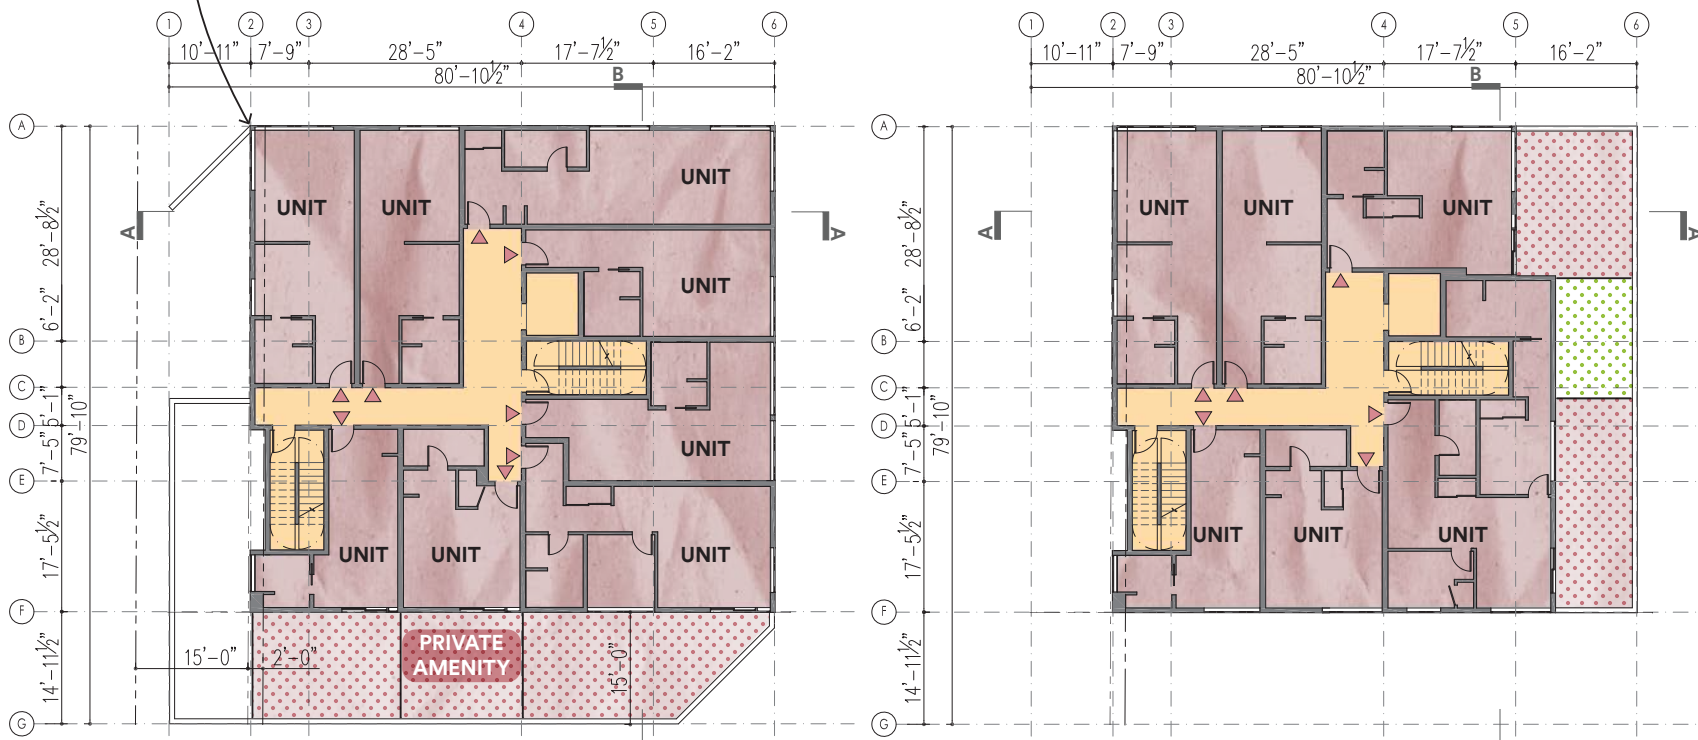 1 2 3 4 5 6
10'-11" 7'-9" 28'-5" 17'-7½" 16'-2"
80'-10½"
B
A
B
C
D
E
F
G
28'-8½"
6'-2"
5'-1"
7'-5"
17'-5½"
14'-11½"
79'-10"
A
A
UNIT
UNIT
UNIT
UNIT
UNIT
UNIT
UNIT
UNIT
PRIVATE
AMENITY
15'-0"
2'-0"
15'-0"
1 2 3 4 5 6
10'-11" 7'-9" 28'-5" 17'-7½" 16'-2"
80'-10½"
B
A
B
C
D
E
F
G
28'-8½"
6'-2"
5'-1"
7'-5"
17'-5½"
14'-11½"
79'-10"
A
A
UNIT
UNIT
UNIT
UNIT
UNIT
UNIT